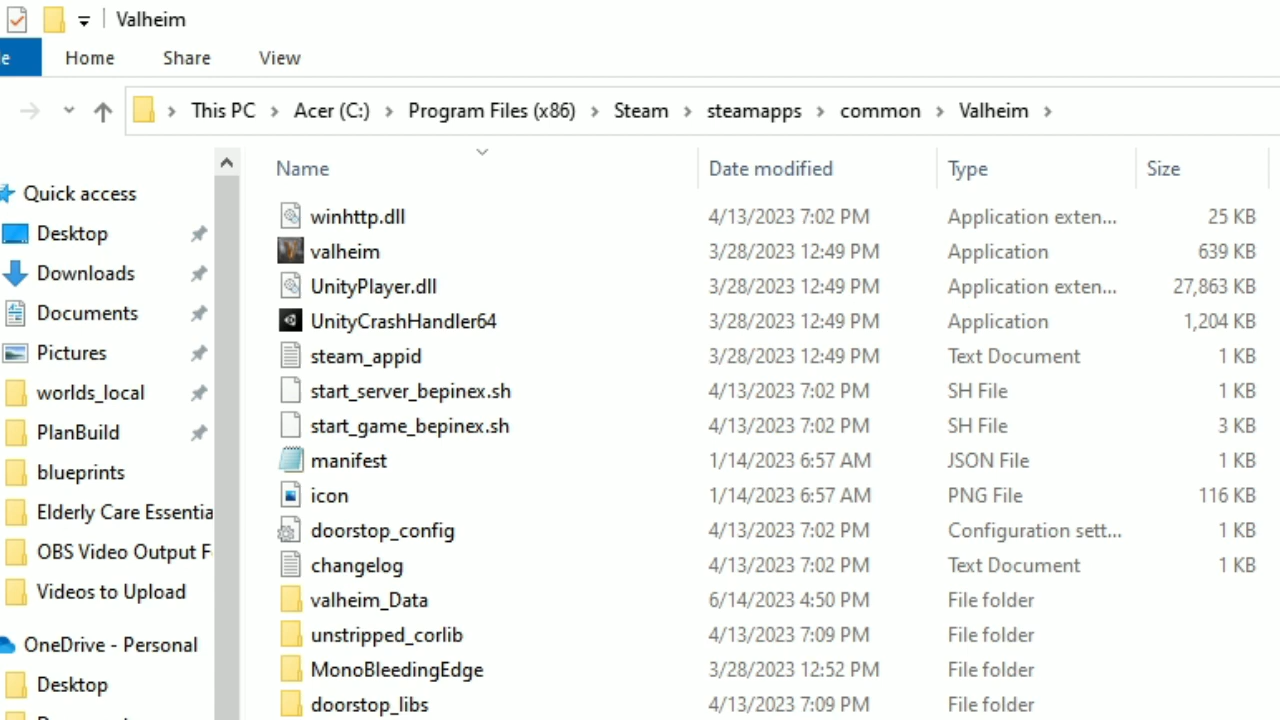 Valheim
Home Share View
This PC > Acer (C:) > Program Files (x86) > Steam > steamapps > common > Valheim >
Name Date modified Type Size
Quick access
Desktop
Downloads
Documents
Pictures
worlds_local
PlanBuild
blueprints
Elderly Care Essentia
OBS Video Output F
Videos to Upload
OneDrive - Personal
Desktop
winhttp.dll 4/13/2023 7:02 PM Application exten... 25 KB
valheim 3/28/2023 12:49 PM Application 639 KB
UnityPlayer.dll 3/28/2023 12:49 PM Application exten... 27,863 KB
UnityCrashHandler64 3/28/2023 12:49 PM Application 1,204 KB
steam_appid 3/28/2023 12:49 PM Text Document 1 KB
start_server_bepinex.sh 4/13/2023 7:02 PM SH File 1 KB
start_game_bepinex.sh 4/13/2023 7:02 PM SH File 3 KB
manifest 1/14/2023 6:57 AM JSON File 1 KB
icon 1/14/2023 6:57 AM PNG File 116 KB
doorstop_config 4/13/2023 7:02 PM Configuration sett... 1 KB
changelog 4/13/2023 7:02 PM Text Document 1 KB
valheim_Data 6/14/2023 4:50 PM File folder
unstripped_corlib 4/13/2023 7:09 PM File folder
MonoBleedingEdge 3/28/2023 12:52 PM File folder
doorstop_libs 4/13/2023 7:09 PM File folder